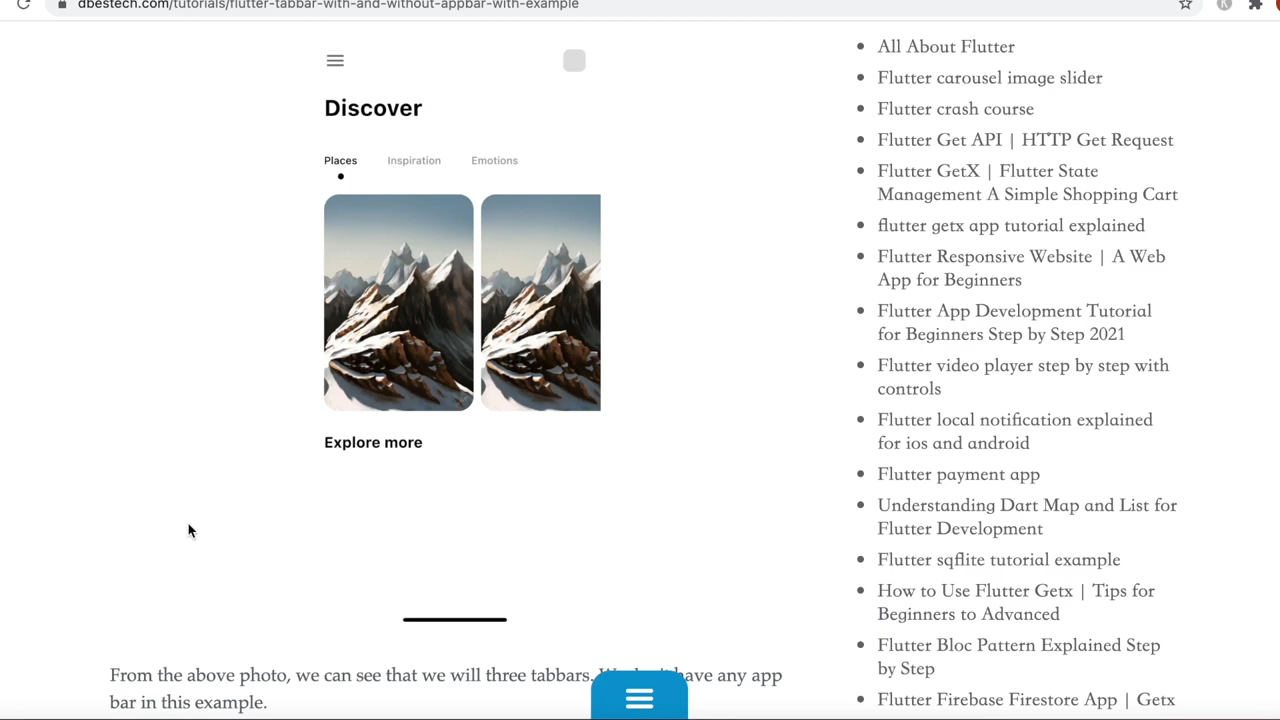 dbestech.com/tutorials/flutter-tabbar-with-and-without-appbar-with-example
Discover
Places Inspiration Emotions
Explore more
From the above photo, we can see that we will three tabbars. have any app
bar in this example.
All About Flutter
Flutter carousel image slider
Flutter crash course
Flutter Get API | HTTP Get Request
Flutter GetX | Flutter State
Management A Simple Shopping Cart
flutter getx app tutorial explained
Flutter Responsive Website | A Web
App for Beginners
Flutter App Development Tutorial
for Beginners Step by Step 2021
Flutter video player step by step with
controls
Flutter local notification explained
for ios and android
Flutter payment app
Understanding Dart Map and List for
Flutter Development
Flutter sqflite tutorial example
How to Use Flutter Getx | Tips for
Beginners to Advanced
Flutter Bloc Pattern Explained Step
by Step
Flutter Firebase Firestore App | Getx